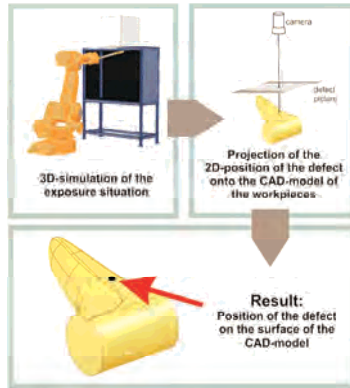 camera
defect
picture
3D-simulation of the
exposure situation
Projection of the
2D-position of the defect
onto the CAD-model of
the workpieces
Result:
Position of the defect
on the surface of the
CAD-model